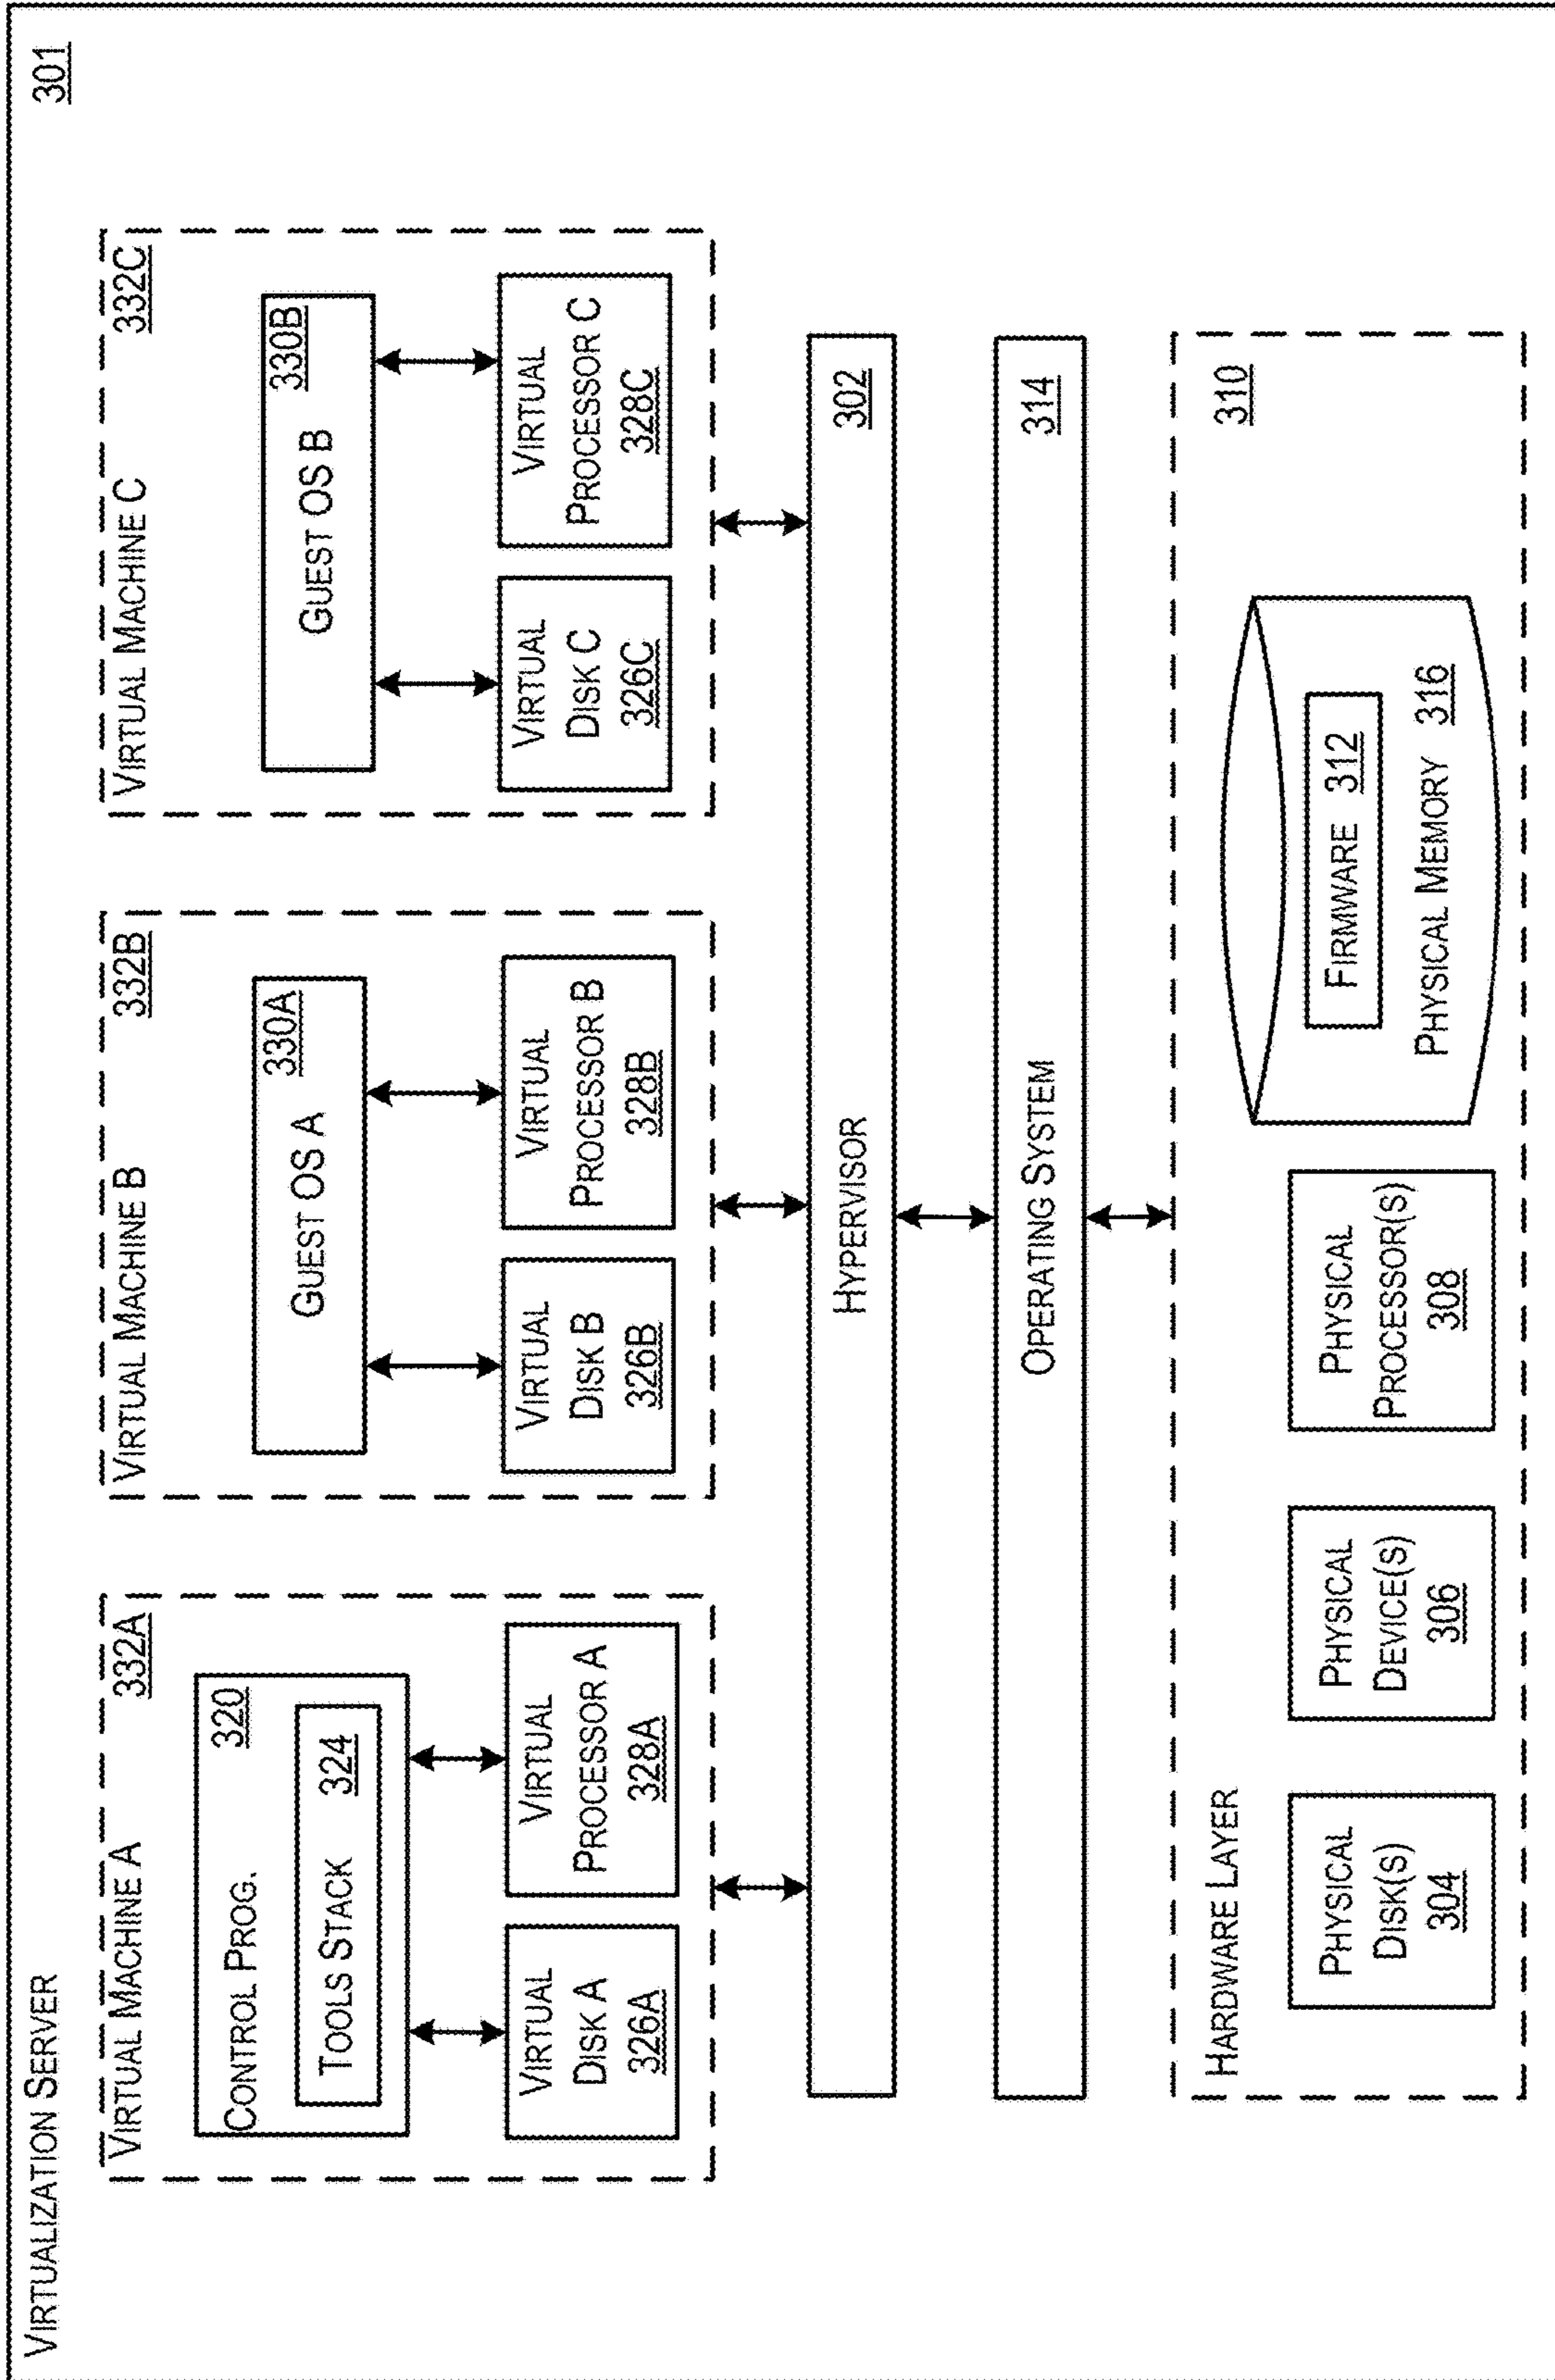 VIRTUALIZATION SERVER
301
VIRTUAL MACHINE A
332A
CONTROL PROG.
320
TOOLS STACK
324
VIRTUAL
DISK A
326A
VIRTUAL
PROCESSOR A
328A
VIRTUAL MACHINE B
332B
GUEST OS A
330A
VIRTUAL
DISK B
326B
VIRTUAL
PROCESSOR B
328B
VIRTUAL MACHINE C
332C
GUEST OS B
330B
VIRTUAL
DISK C
326C
VIRTUAL
PROCESSOR C
328C
HYPERVISOR
302
OPERATING SYSTEM
314
HARDWARE LAYER
310
PHYSICAL
DISK(S)
304
PHYSICAL
DEVICE(S)
306
PHYSICAL
PROCESSOR(S)
308
FIRMWARE 312
PHYSICAL MEMORY 316